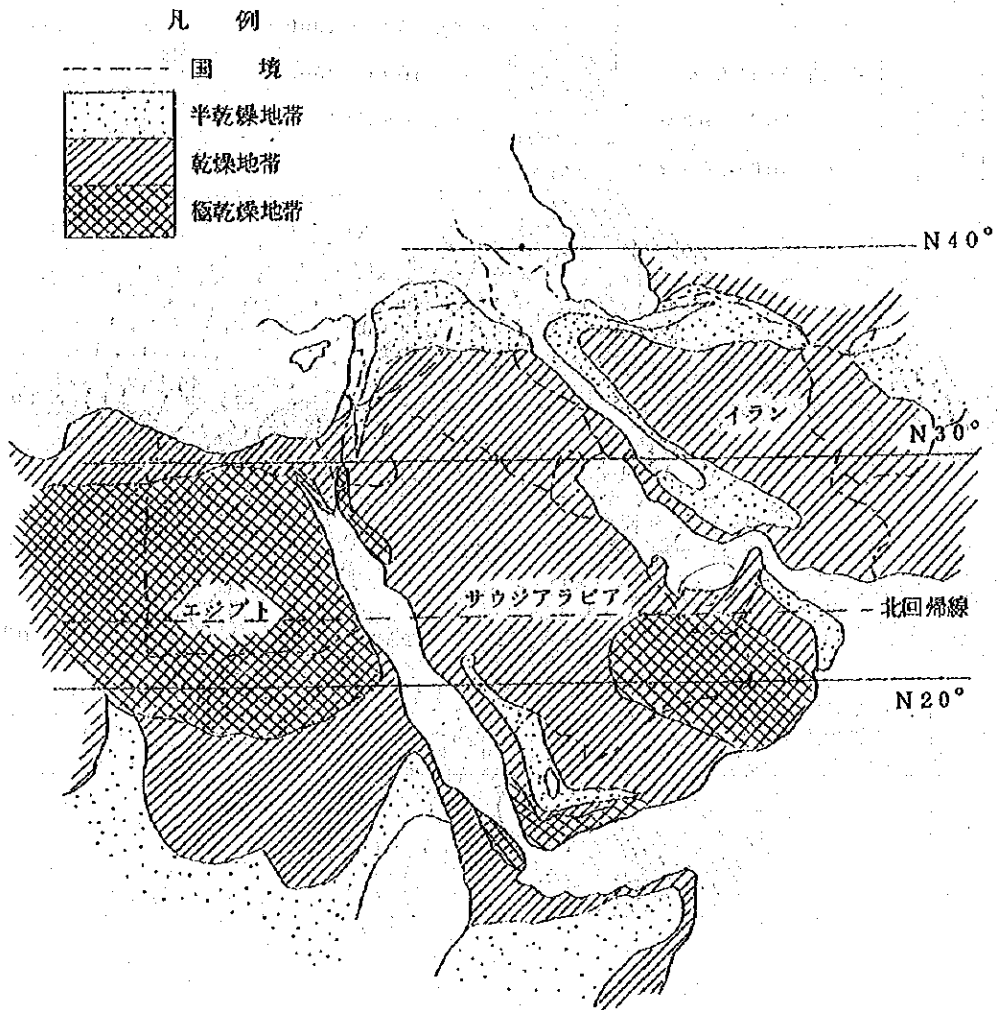 凡 例
国 境
半乾燥地帯
乾燥地帯
極乾燥地帯
N40°
イラン
N30°
エジプト
サウジアラビア
北回帰線
N20°